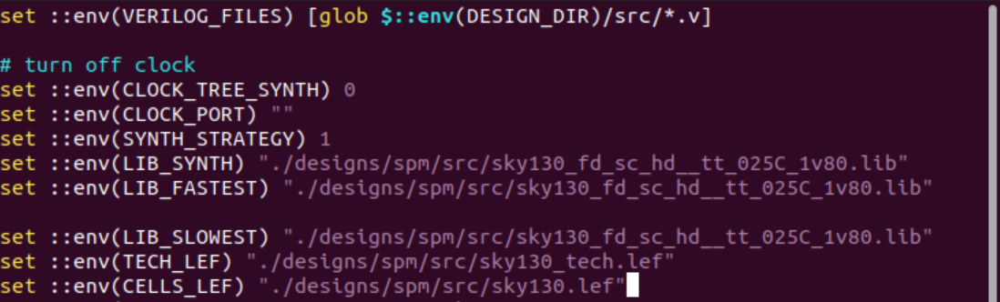 set ::env(VERILOG_FILES) [glob $::env(DESIGN_DIR)/src/*.v]
# turn off clock
set ::env(CLOCK_TREE_SYNTH) 0
set ::env(CLOCK_PORT) ""
set ::env(SYNTH_STRATEGY) 1
set ::env(LIB_SYNTH) "./designs/spm/src/sky130_fd_sc_hd__tt_025C_1v80.lib"
set ::env(LIB_FASTEST) "./designs/spm/src/sky130_fd_sc_hd__tt_025C_1v80.lib"
set ::env(LIB_SLOWEST) "./designs/spm/src/sky130_fd_sc_hd__tt_025C_1v80.lib"
set ::env(TECH_LEF) "./designs/spm/src/sky130_tech.lef"
set ::env(CELLS_LEF) "./designs/spm/src/sky130.lef"